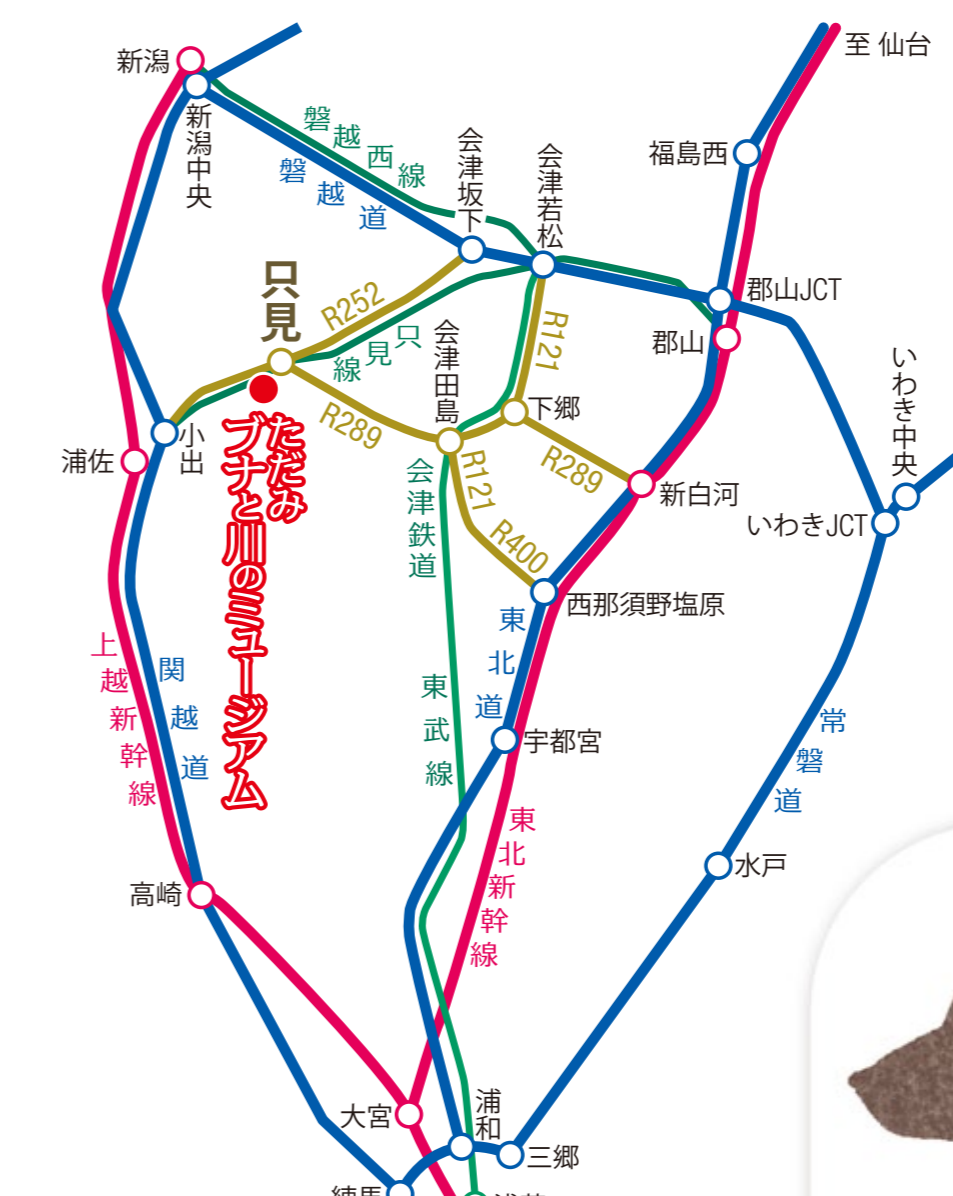 新潟
新潟中央
磐越西線
磐越道
会津坂下
会津若松
至 仙台
福島西
郡山JCT
郡山
只見
R252
只見線
会津田島
R121
下郷
R289
R289
小出
浦佐
ただみ
ブナと川のミュージアム
会津鉄道
R121
R400
新白河
いわき中央
いわきJCT
西那須野塩原
上越新幹線
関越道
東北道
東武線
宇都宮
常磐道
東北新幹線
水戸
高崎
大宮
浦和
三郷
練馬
浅草